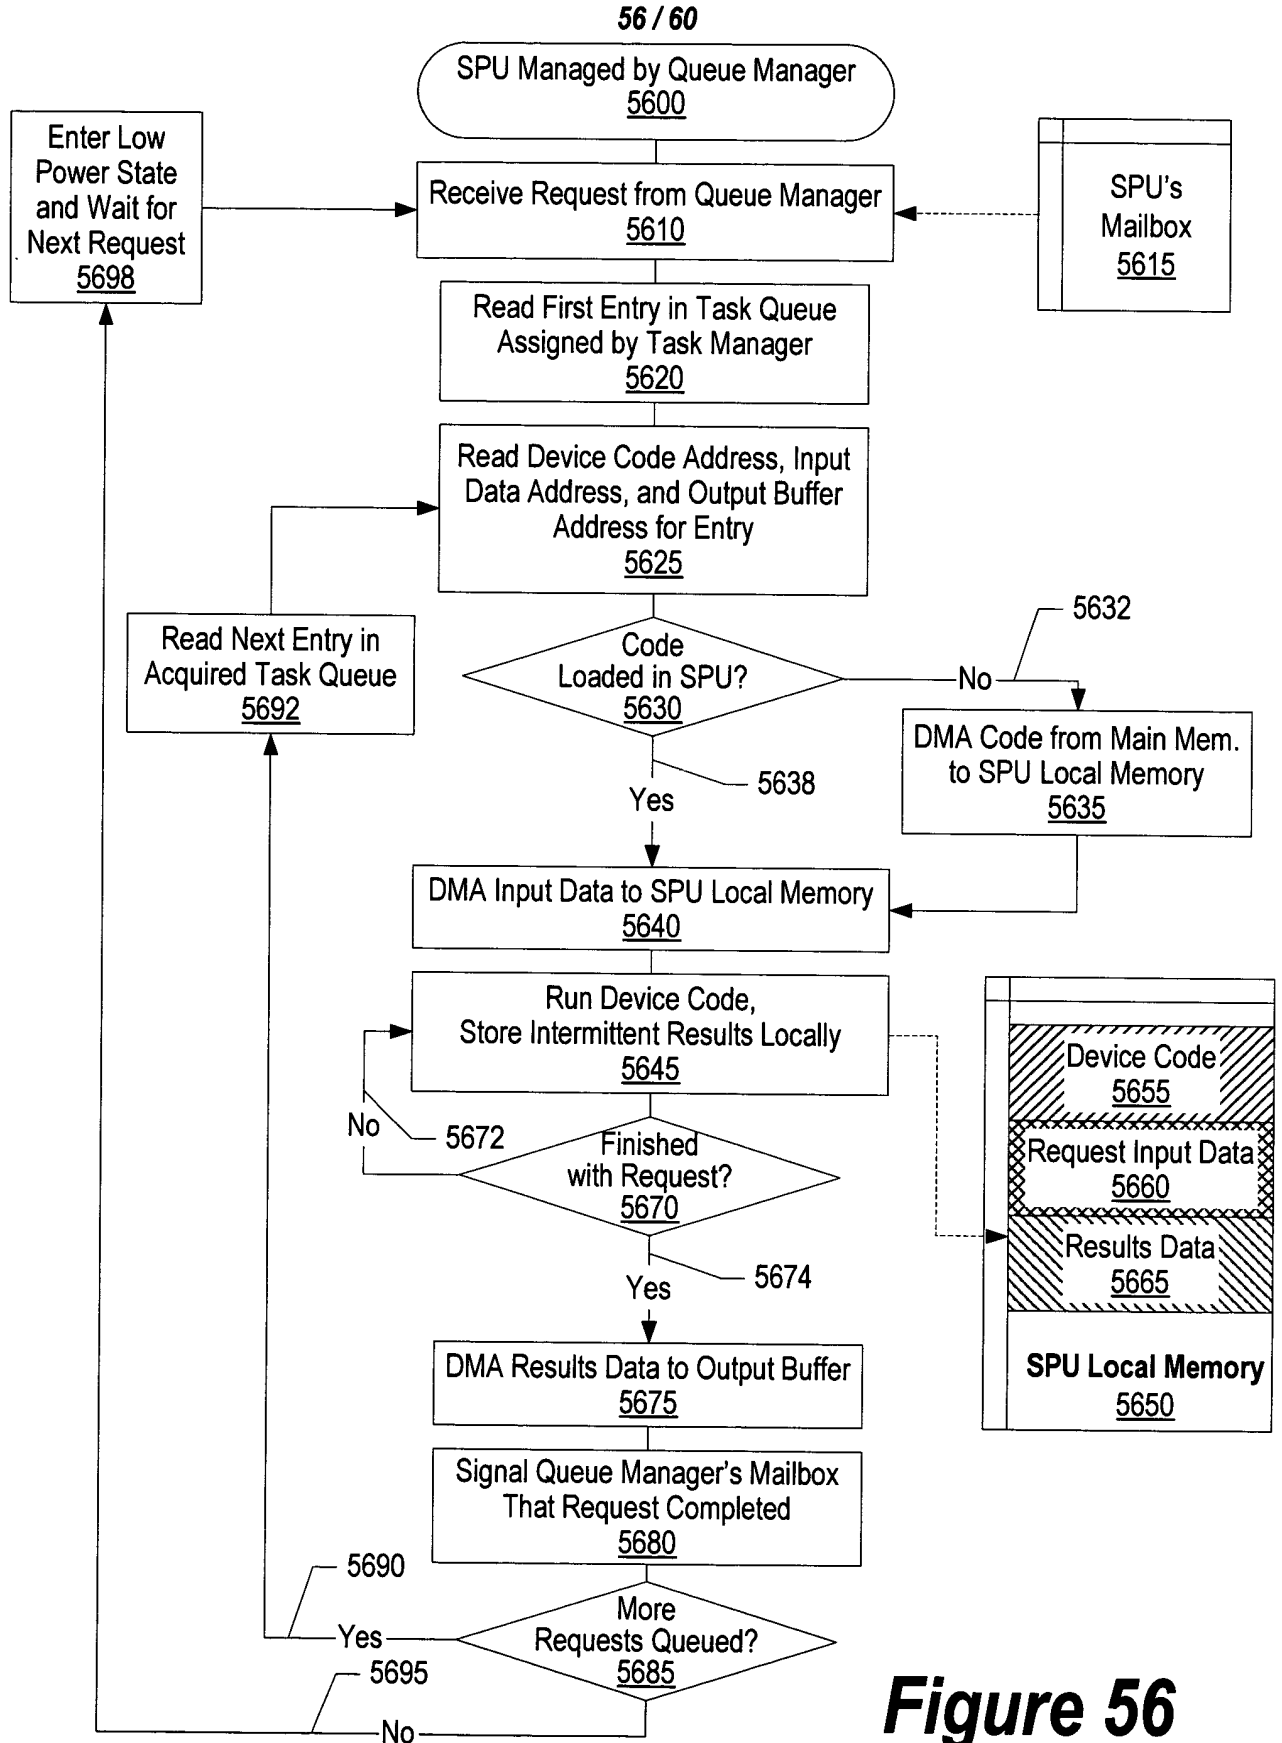 56 / 60
SPU Managed by Queue Manager
5600
Enter Low
Power State
and Wait for
Next Request
5698
Receive Request from Queue Manager
5610
SPU's
Mailbox
5615
Read First Entry in Task Queue
Assigned by Task Manager
5620
Read Device Code Address, Input
Data Address, and Output Buffer
Address for Entry
5625
Read Next Entry in
Acquired Task Queue
5692
Code
Loaded in SPU?
5630
No
5632
DMA Code from Main Mem.
to SPU Local Memory
5635
5638
Yes
DMA Input Data to SPU Local Memory
5640
Run Device Code,
Store Intermittent Results Locally
5645
No
5672
Finished
with Request?
5670
Device Code
5655
Request Input Data
5660
Results Data
5665
SPU Local Memory
5650
5674
Yes
DMA Results Data to Output Buffer
5675
Signal Queue Manager's Mailbox
That Request Completed
5680
5690
Yes
More
Requests Queued?
5685
5695
No
Figure 56